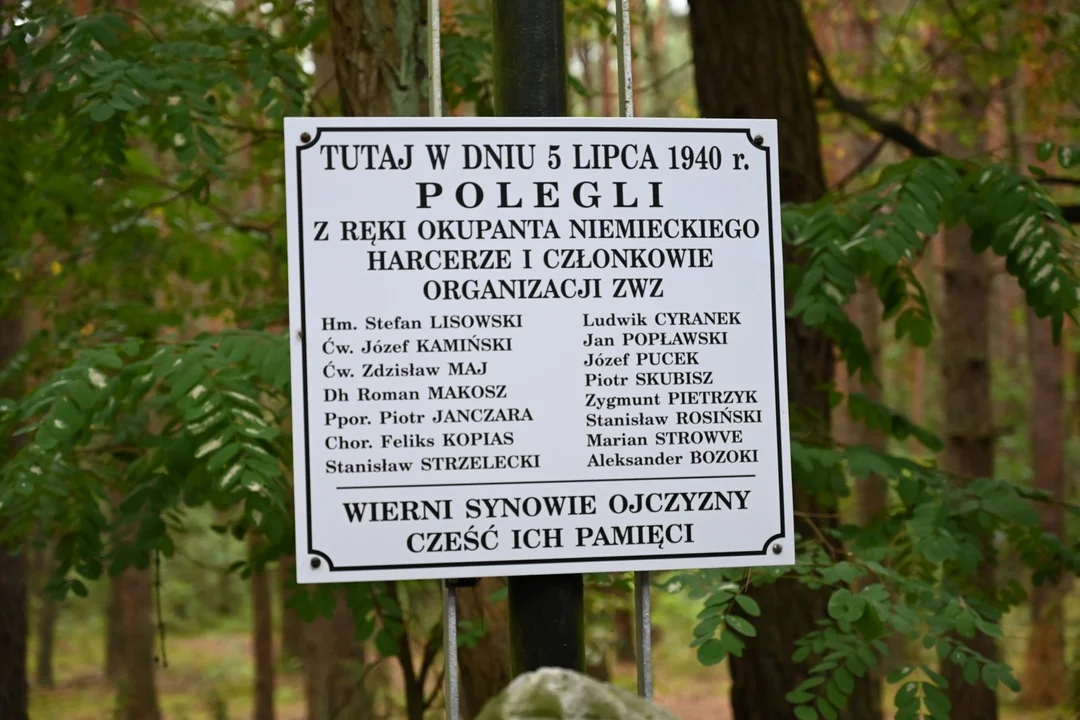 TUTAJ W DNIU 5 LIPCA 1940 r.
POLEGLI
Z RĘKI OKUPANTA NIEMIECKIEGO
HARCERZE I CZŁONKOWIE
ORGANIZACJI ZWZ
Hm. Stefan LISOWSKI
Ćw. Józef KAMIŃSKI
Ćw. Zdzisław MAJ
Dh Roman MAKOSZ
Ppor. Piotr JANCZARA
Chor. Feliks KOPIAS
Stanisław STRZELECKI
Ludwik CYRANEK
Jan POPŁAWSKI
Józef PUCEK
Piotr SKUBISZ
Zygmunt PIETRZYK
Stanisław ROSIŃSKI
Marian STROWVE
Aleksander BOZOKI
WIERNI SYNOWIE OJCZYZNY
CZEŚĆ ICH PAMIĘCI